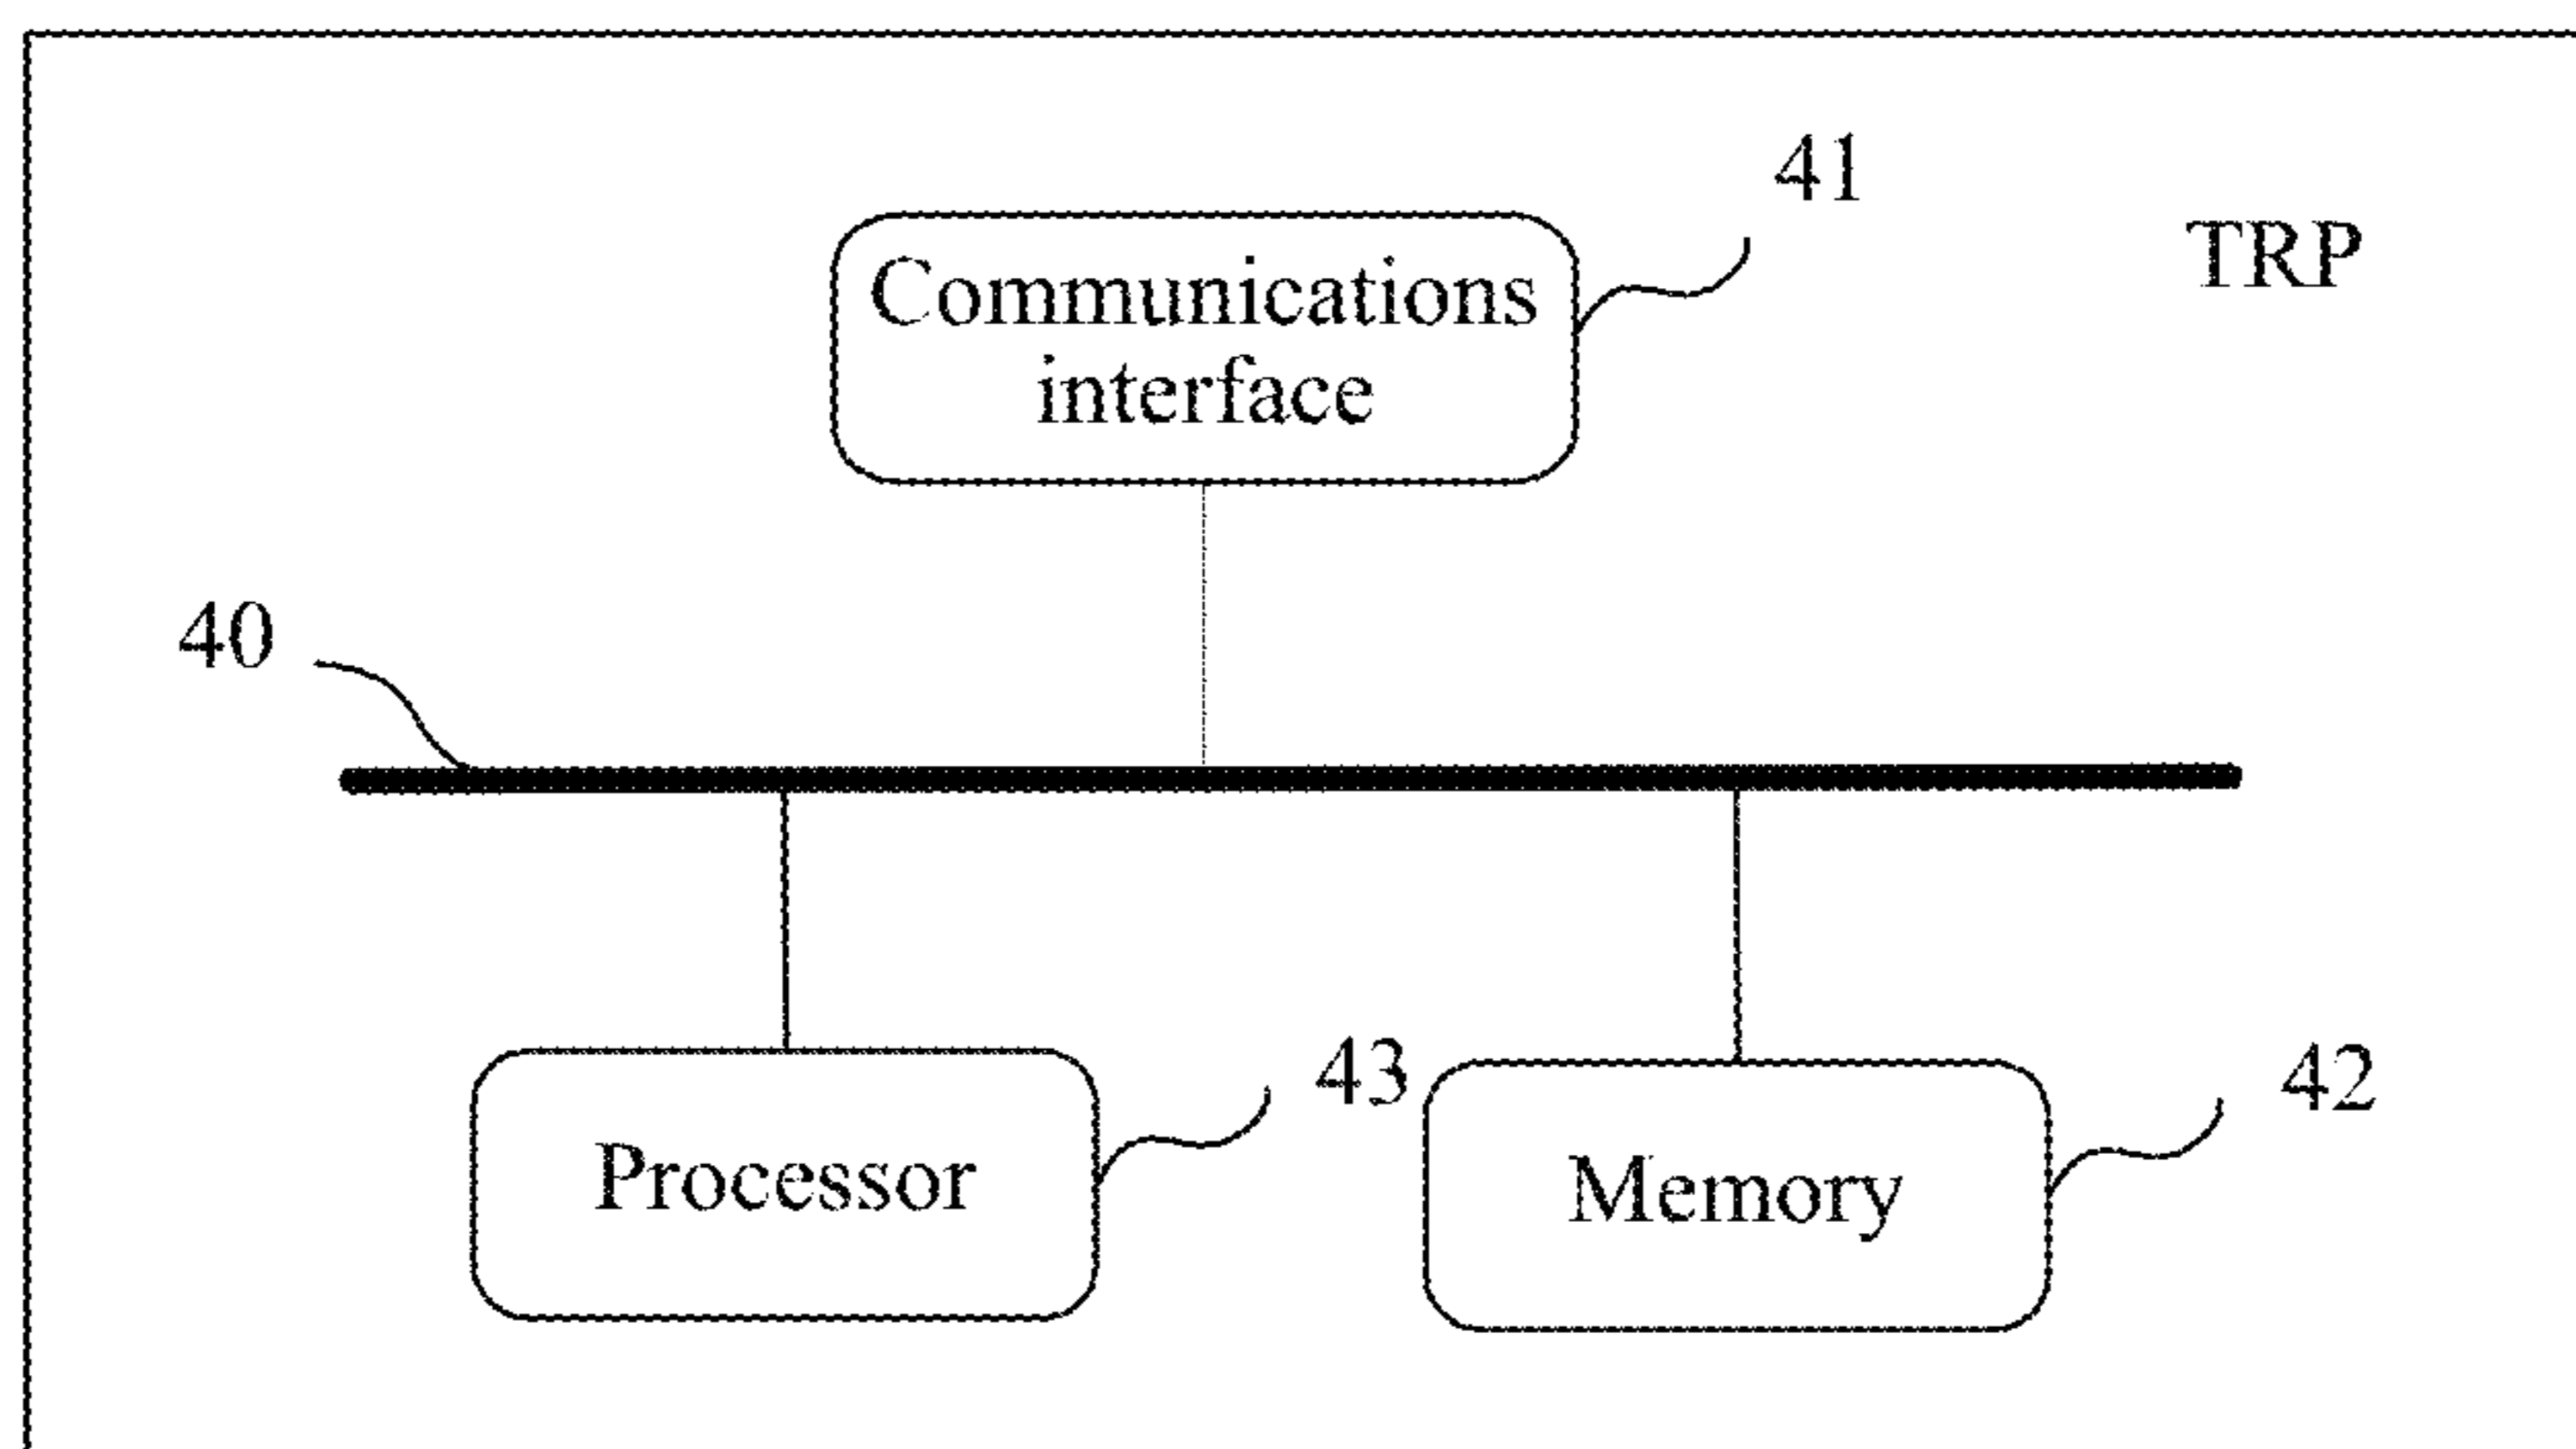 41
TRP
Communications
interface
40
43
42
Processor
Memory